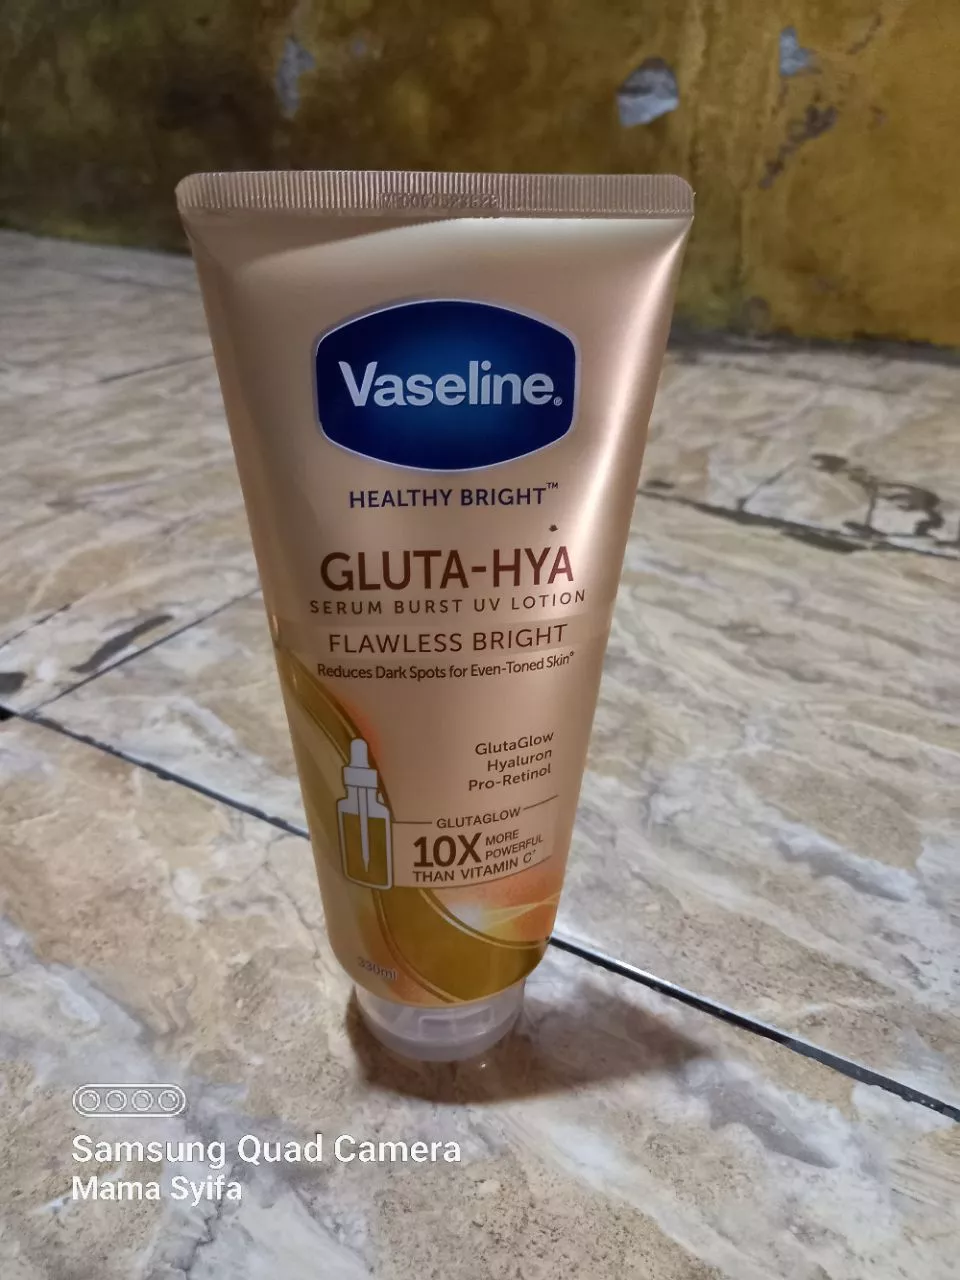 Vaseline®
HEALTHY BRIGHT™
GLUTA-HYA
SERUM BURST UV LOTION
FLAWLESS BRIGHT
Reduces Dark Spots for Even-Toned Skin°
GlutaGlow
Hyaluron
Pro-Retinol
GLUTAGLOW
10X MORE
POWERFUL
THAN VITAMIN C*
330ml
Samsung Quad Camera
Mama Syifa